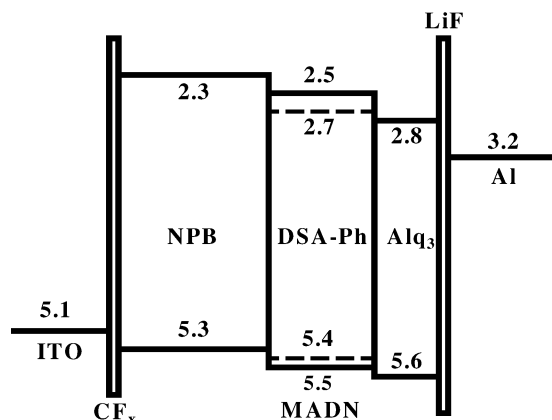 LiF
2.3
2.5
2.7
2.8
3.2
Al
NPB
DSA-Ph
Alq₃
5.1
ITO
5.3
5.4
5.5
5.6
CFₓ
MADN